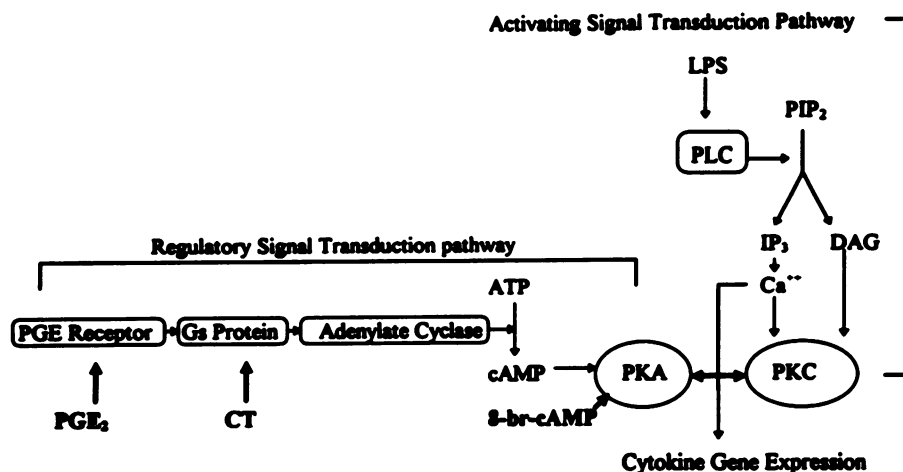 Activating Signal Transduction Pathway
LPS
PIP₂
PLC
Regulatory Signal Transduction pathway
IP₃ DAG
ATP
Ca⁺⁺
PGE Receptor Gs Protein Adenylate Cyclase
cAMP PKA PKC
PGE₂ CT 8-br-cAMP
Cytokine Gene Expression